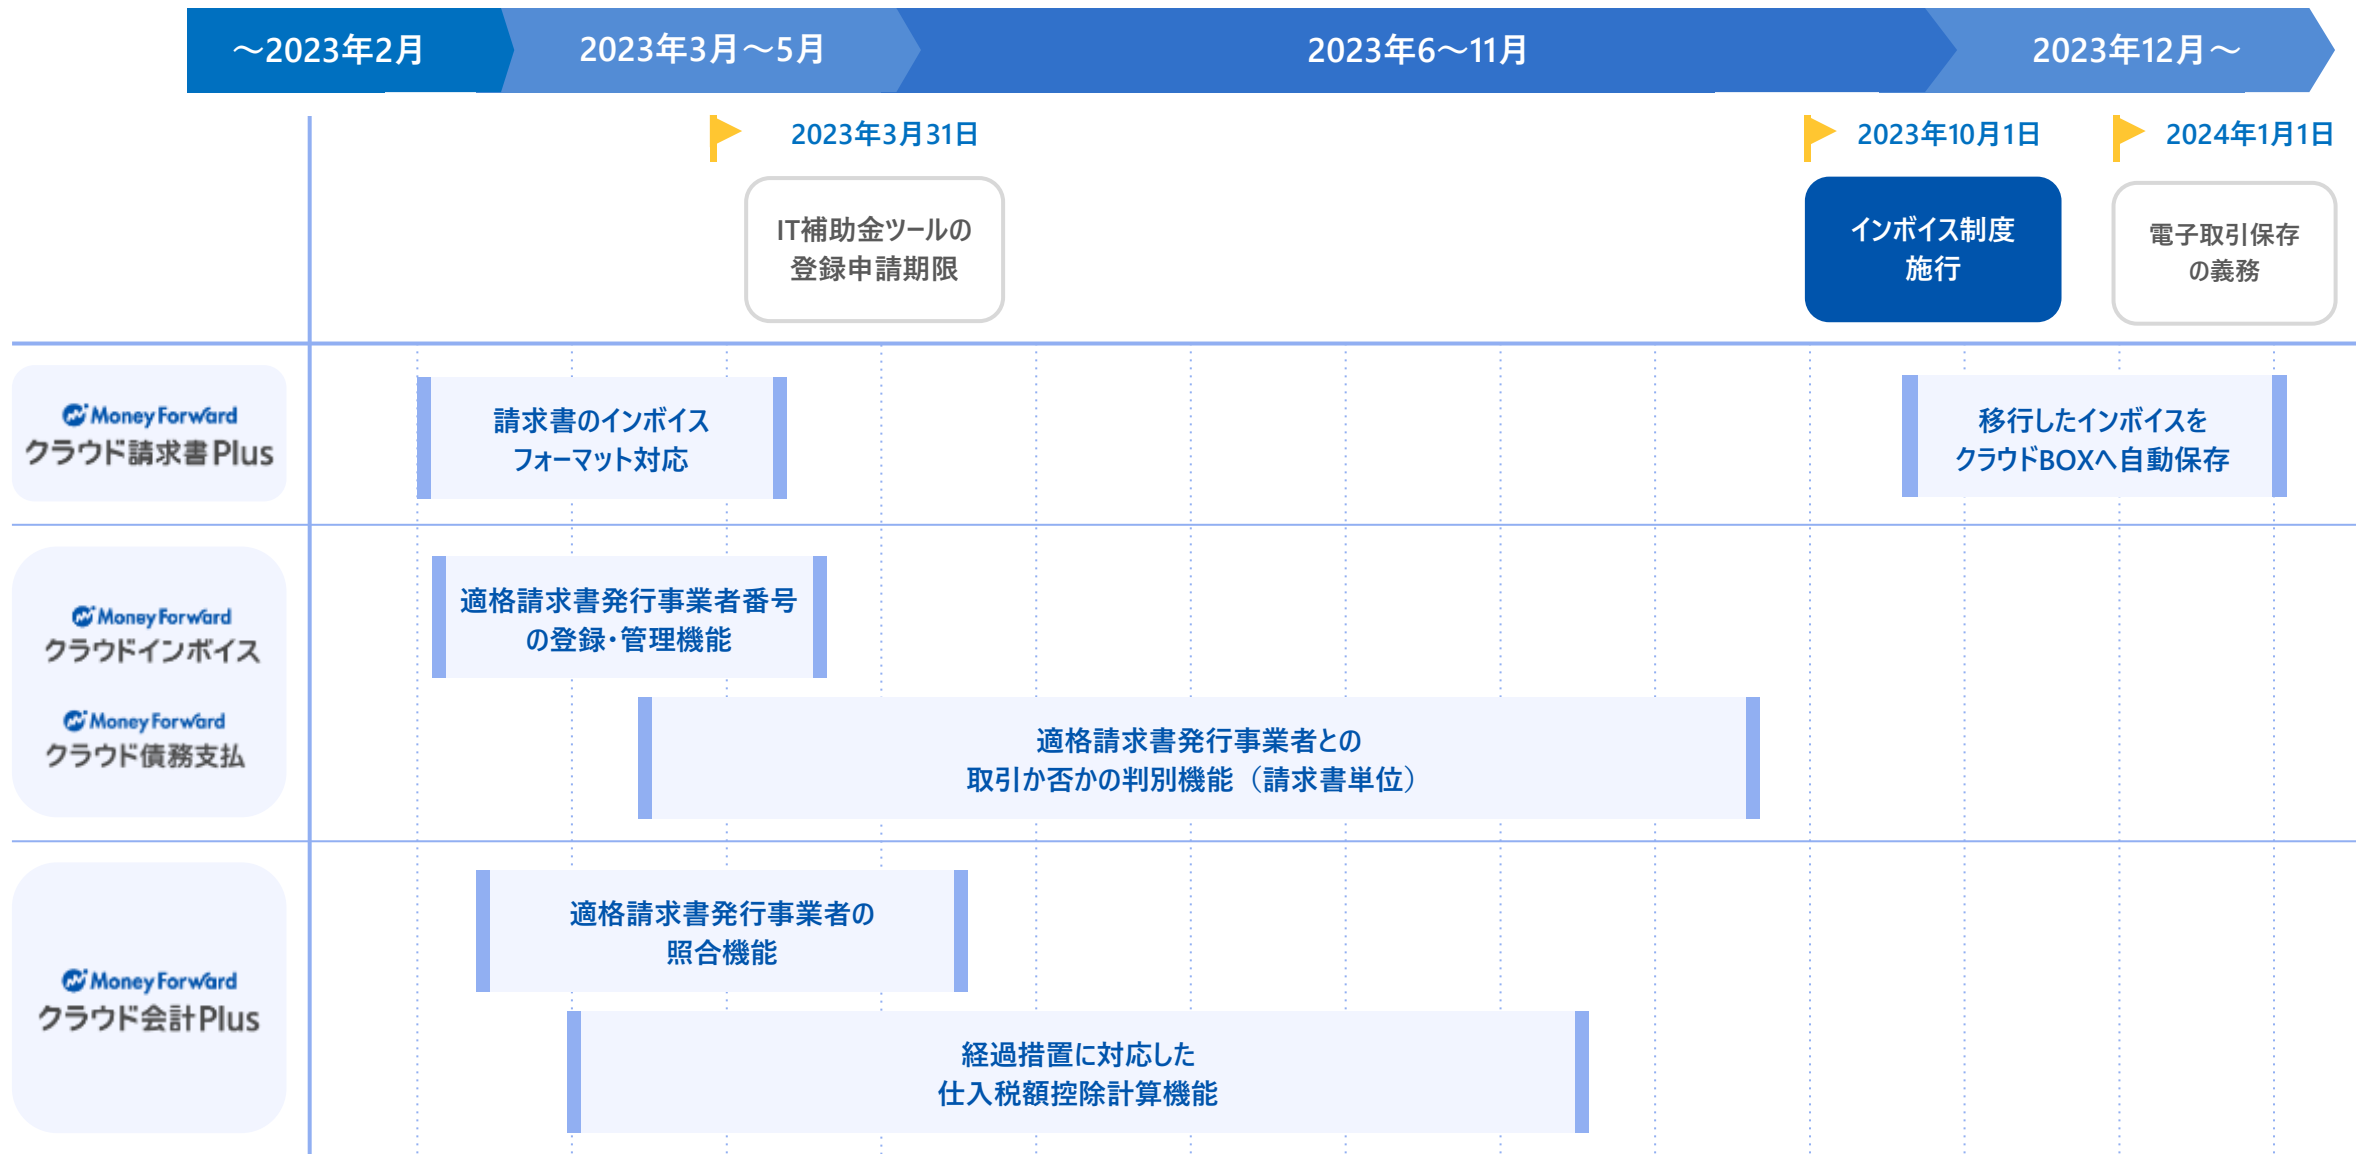 ～2023年2月
2023年3月～5月
2023年6～11月
2023年12月～
2023年3月31日
2023年10月1日
2024年1月1日
IT補助金ツールの
登録申請期限
インボイス制度
施行
電子取引保存
の義務
Money Forward
クラウド請求書Plus
請求書のインボイス
フォーマット対応
移行したインボイスを
クラウドBOXへ自動保存
Money Forward
クラウドインボイス
Money Forward
クラウド債務支払
適格請求書発行事業者番号
の登録・管理機能
適格請求書発行事業者との
取引か否かの判別機能（請求書単位）
Money Forward
クラウド会計Plus
適格請求書発行事業者の
照合機能
経過措置に対応した
仕入税額控除計算機能